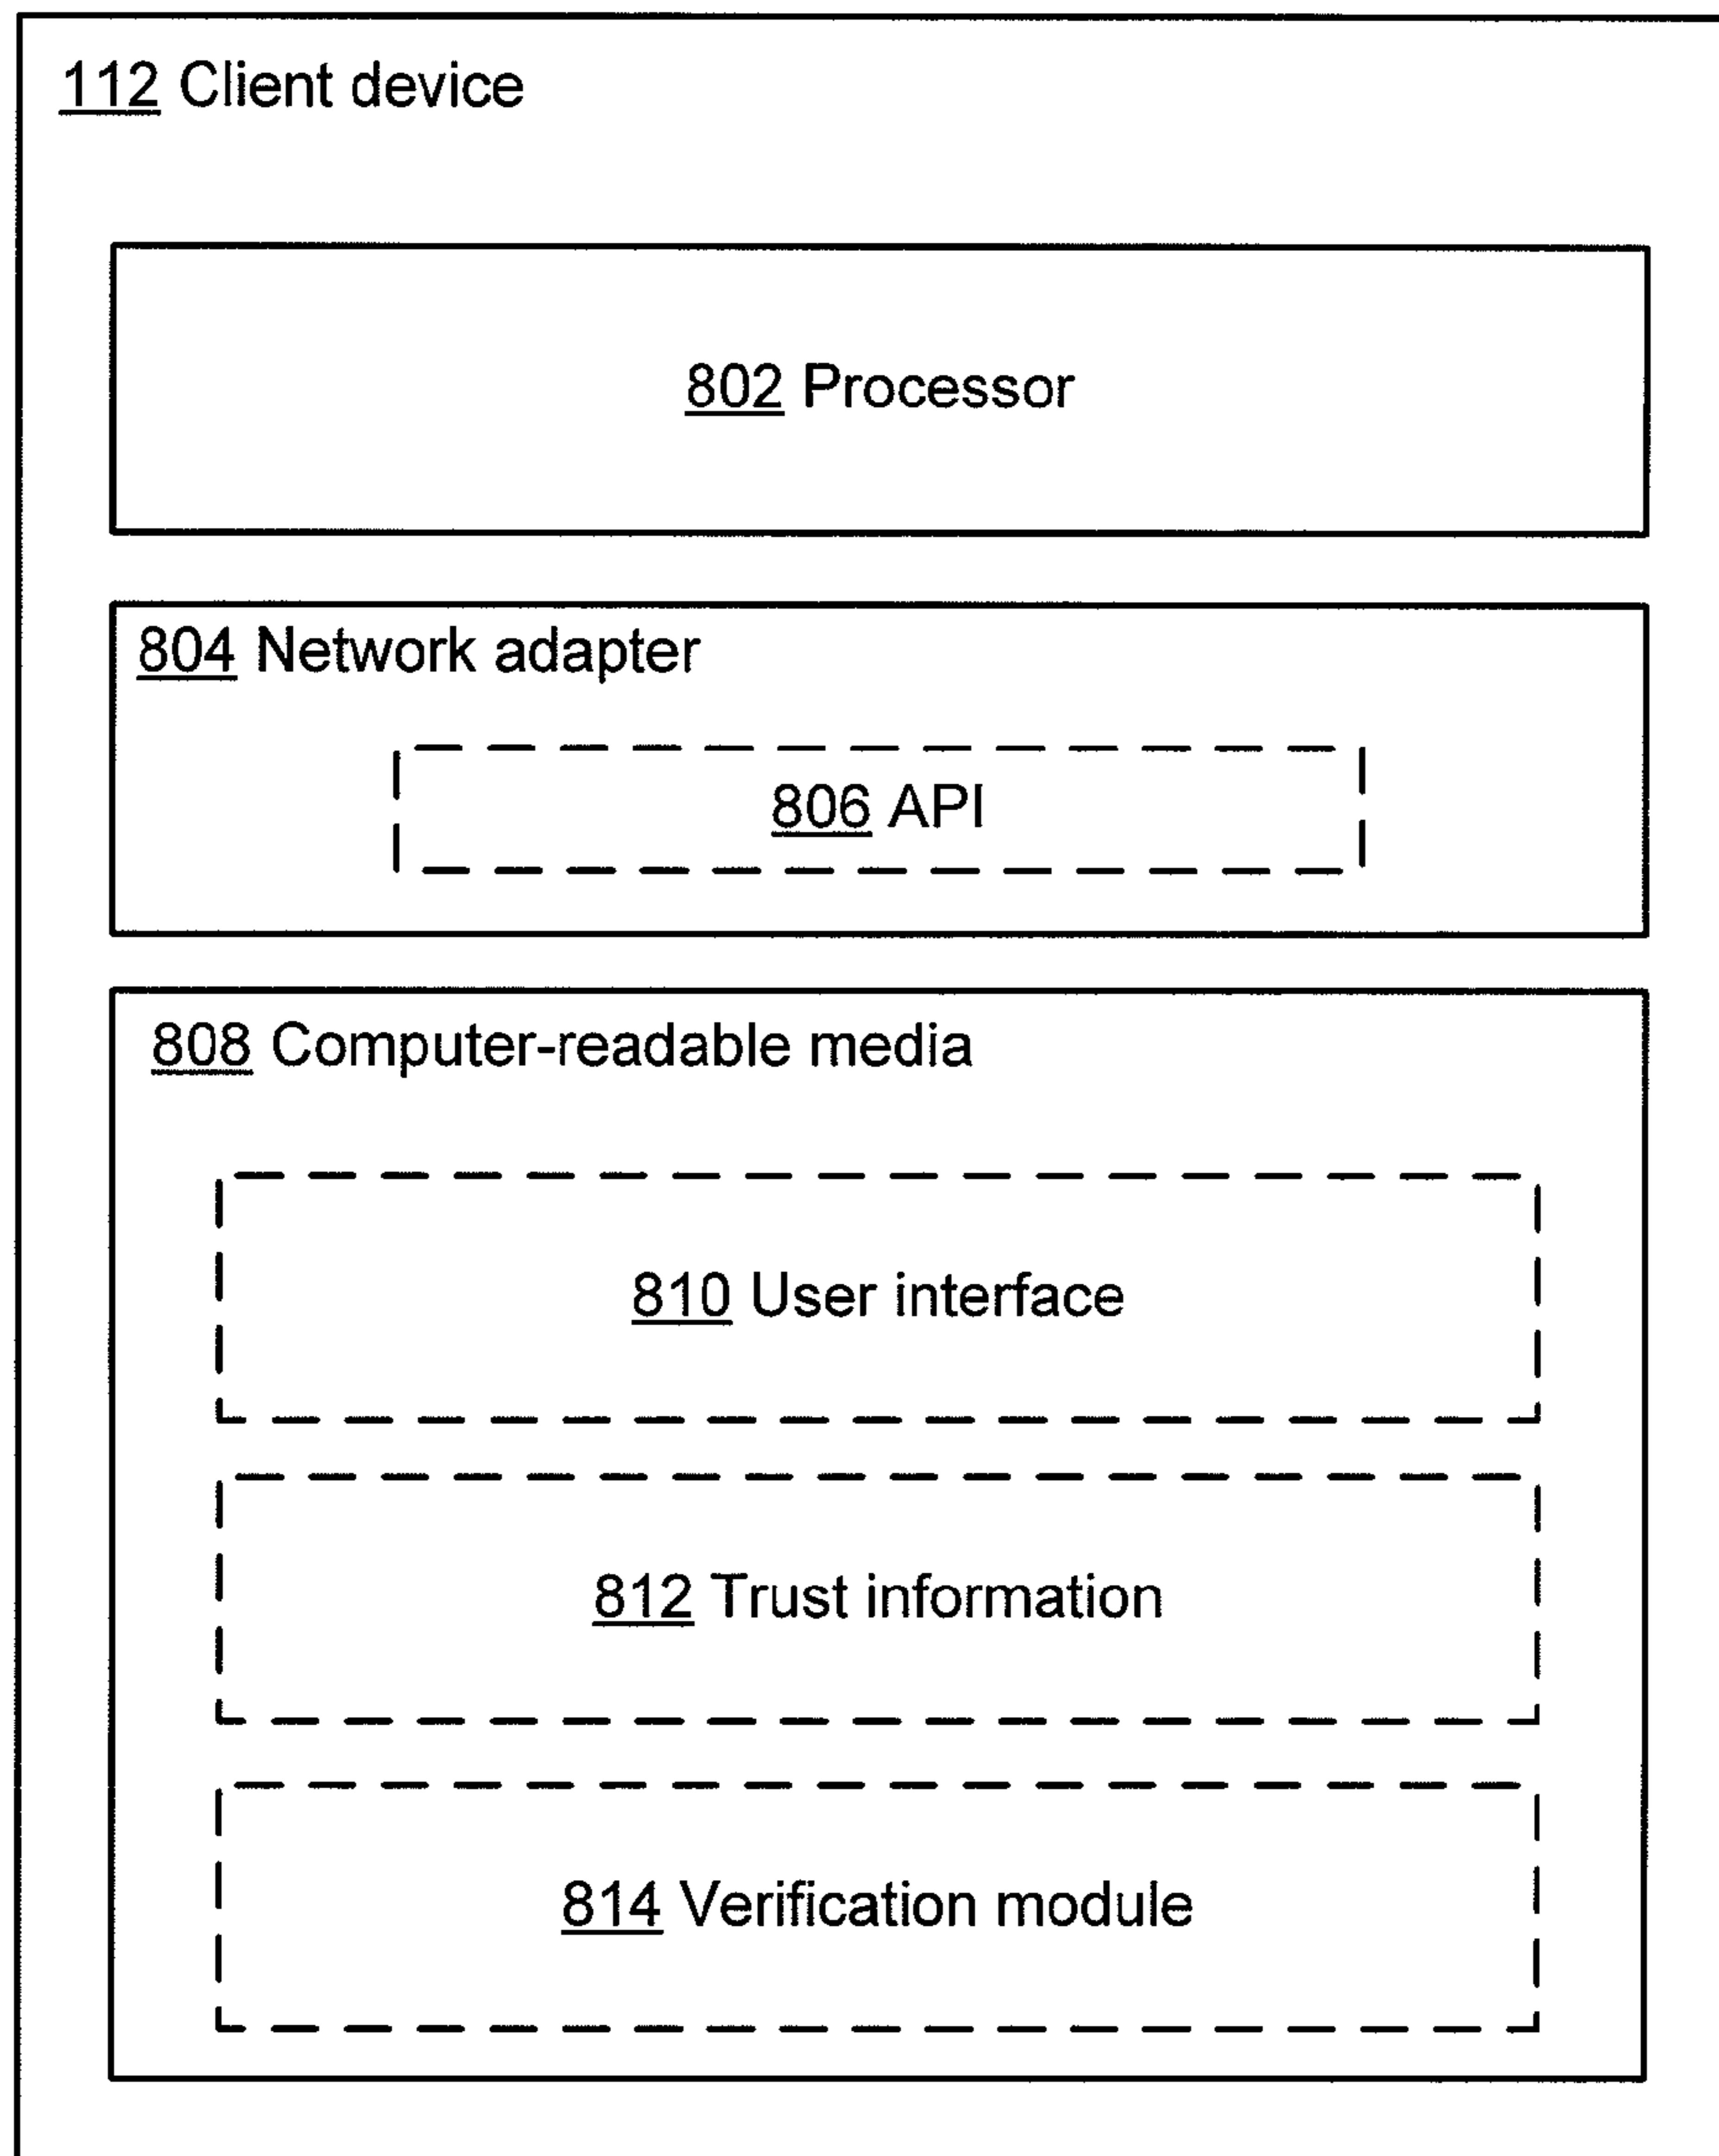 112 Client device
802 Processor
804 Network adapter
806 API
808 Computer-readable media
810 User interface
812 Trust information
814 Verification module